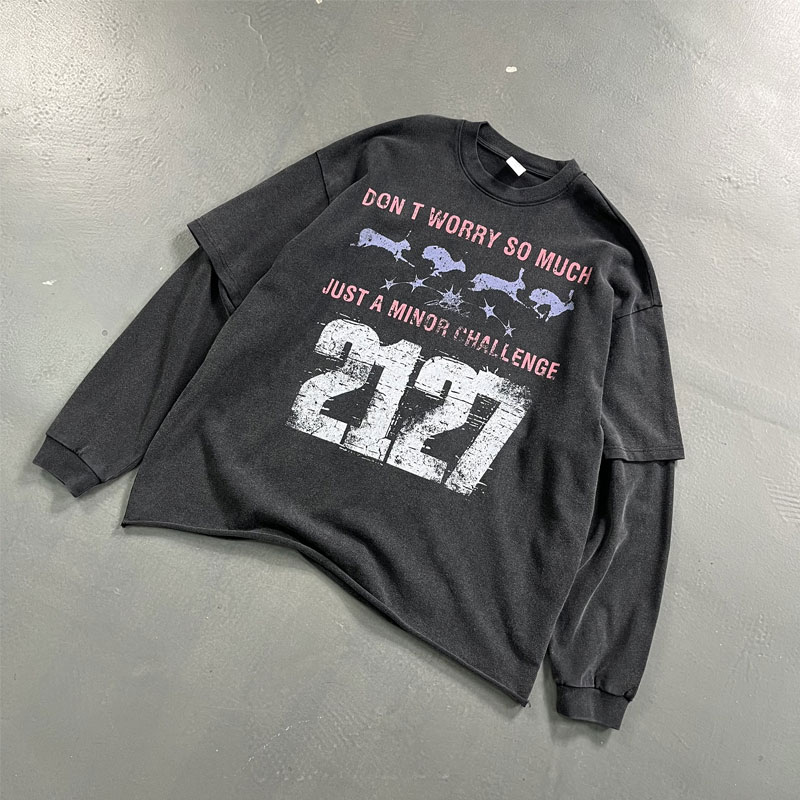 DON T WORRY SO MUCH
JUST A MINOR CHALLENGE
2127